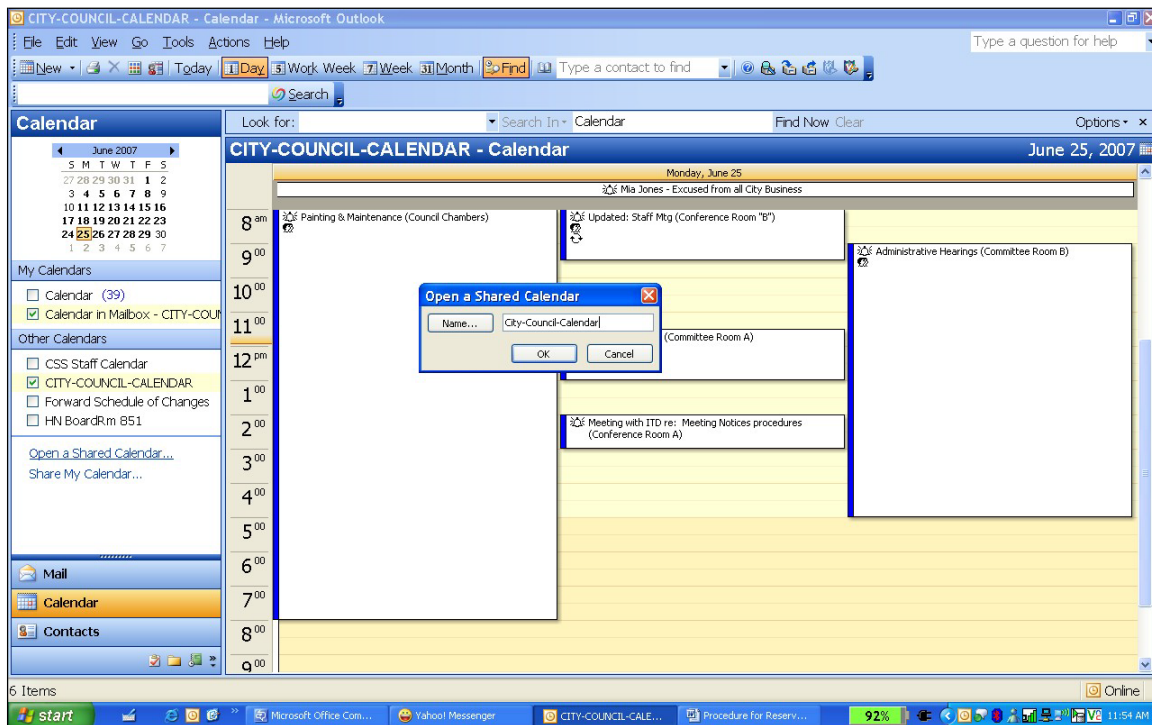 CITY-COUNCIL-CALENDAR - Calendar - Microsoft Outlook
File Edit View Go Tools Actions Help
Type a question for help
New Today 1 Day 5 Work Week 7 Week 31 Month Find Type a contact to find
Search
Calendar
Look for: Search In Calendar Find Now Clear Options
June 2007
S M T W T F S
27 28 29 30 31 1 2
3 4 5 6 7 8 9
10 11 12 13 14 15 16
17 18 19 20 21 22 23
24 25 26 27 28 29 30
1 2 3 4 5 6 7
My Calendars
Calendar (39)
Calendar in Mailbox - CITY-COUN
Other Calendars
CSS Staff Calendar
CITY-COUNCIL-CALENDAR
Forward Schedule of Changes
HN BoardRm 851
Open a Shared Calendar...
Share My Calendar...
Mail
Calendar
Contacts
CITY-COUNCIL-CALENDAR - Calendar June 25, 2007
Monday, June 25
Mia Jones - Excused from all City Business
8 am
9 00
10 00
11 00
12 pm
1 00
2 00
3 00
4 00
5 00
6 00
7 00
8 00
9 00
Painting & Maintenance (Council Chambers)
Updated: Staff Mtg (Conference Room "B")
Administrative Hearings (Committee Room B)
(Committee Room A)
Meeting with ITD re: Meeting Notices procedures
(Conference Room A)
Open a Shared Calendar
Name... City-Council-Calendar
OK Cancel
6 Items
Online
start
Microsoft Office Com...
Yahoo! Messenger
CITY-COUNCIL-CALE...
Procedure for Reserv...
92%
11:54 AM